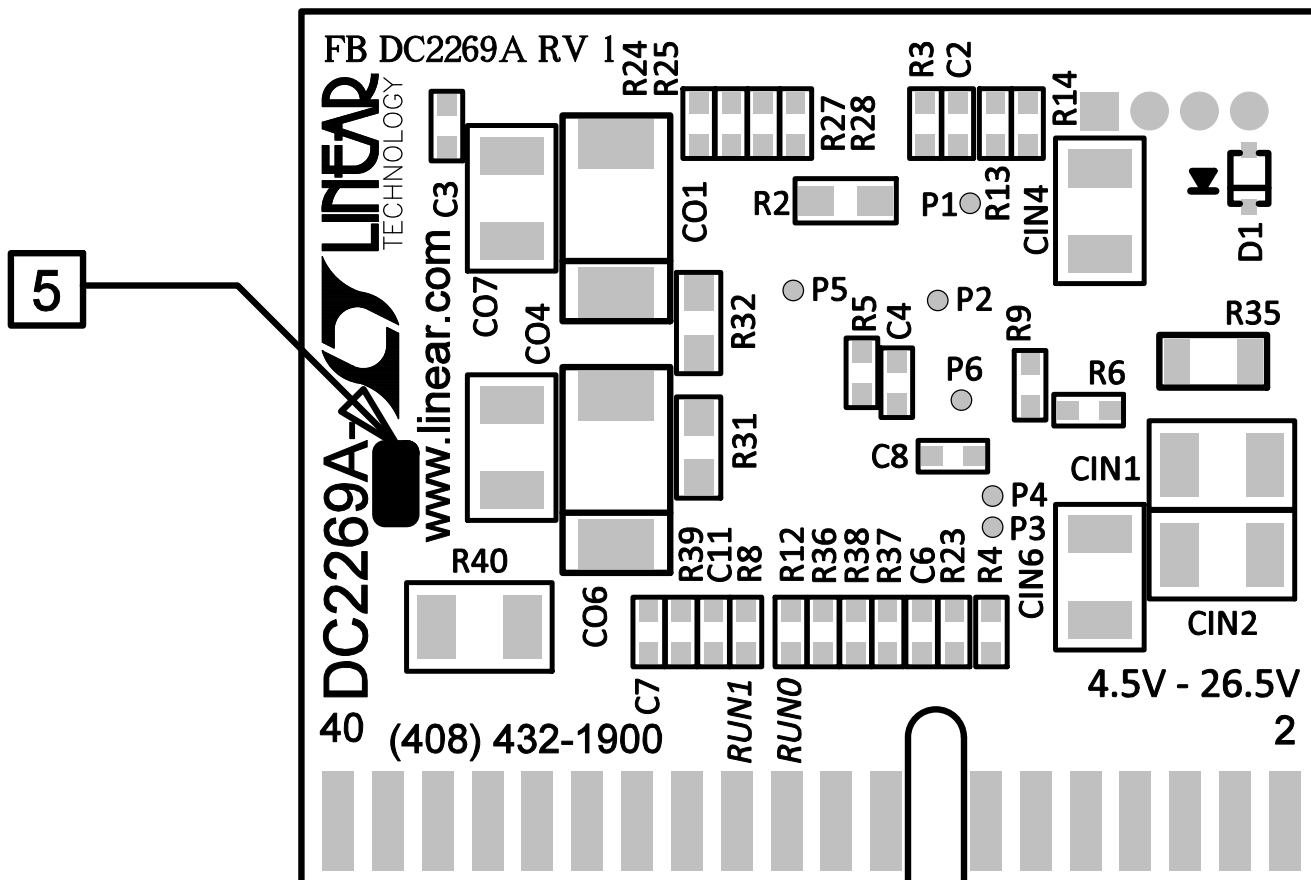 FB DC2269A RV 1
LINEAR
TECHNOLOGY
www.linear.com
DC2269A-
5
R24
R25
R27
R28
R3
C2
R14
R13
C3
CO7
CO1
CO4
R2
P1
CIN4
D1
P5
P2
R32
R5
C4
R9
R35
P6
R6
R31
C8
CIN1
P4
P3
R40
CO6
R39
C11
R8
R12
R36
R38
R37
C6
R23
R4
CIN6
CIN2
C7
RUN1
RUN0
4.5V - 26.5V
40
(408) 432-1900
2